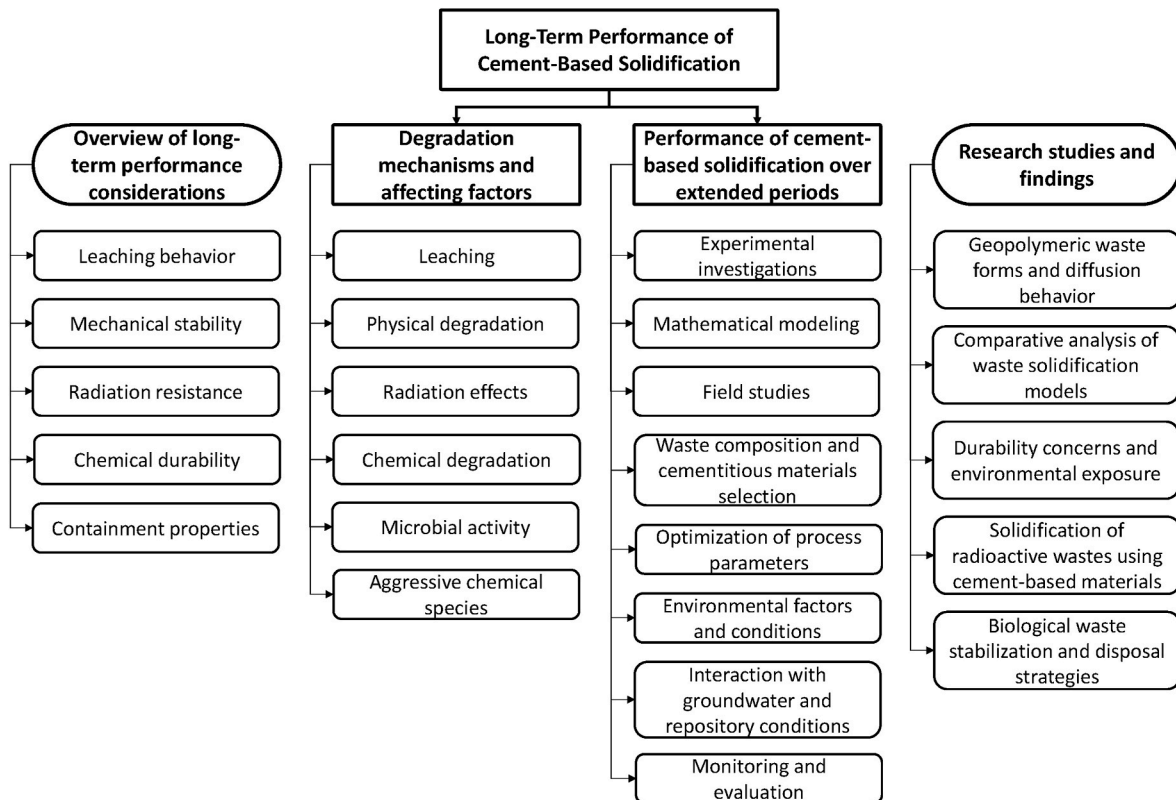 Long-Term Performance of
Cement-Based Solidification
Overview of long-
term performance
considerations
Leaching behavior
Mechanical stability
Radiation resistance
Chemical durability
Containment properties
Degradation
mechanisms and
affecting factors
Leaching
Physical degradation
Radiation effects
Chemical degradation
Microbial activity
Aggressive chemical
species
Performance of cement-
based solidification over
extended periods
Experimental
investigations
Mathematical modeling
Field studies
Waste composition and
cementitious materials
selection
Optimization of process
parameters
Environmental factors
and conditions
Interaction with
groundwater and
repository conditions
Monitoring and
evaluation
Research studies and
findings
Geopolymeric waste
forms and diffusion
behavior
Comparative analysis of
waste solidification
models
Durability concerns and
environmental exposure
Solidification of
radioactive wastes using
cement-based materials
Biological waste
stabilization and disposal
strategies